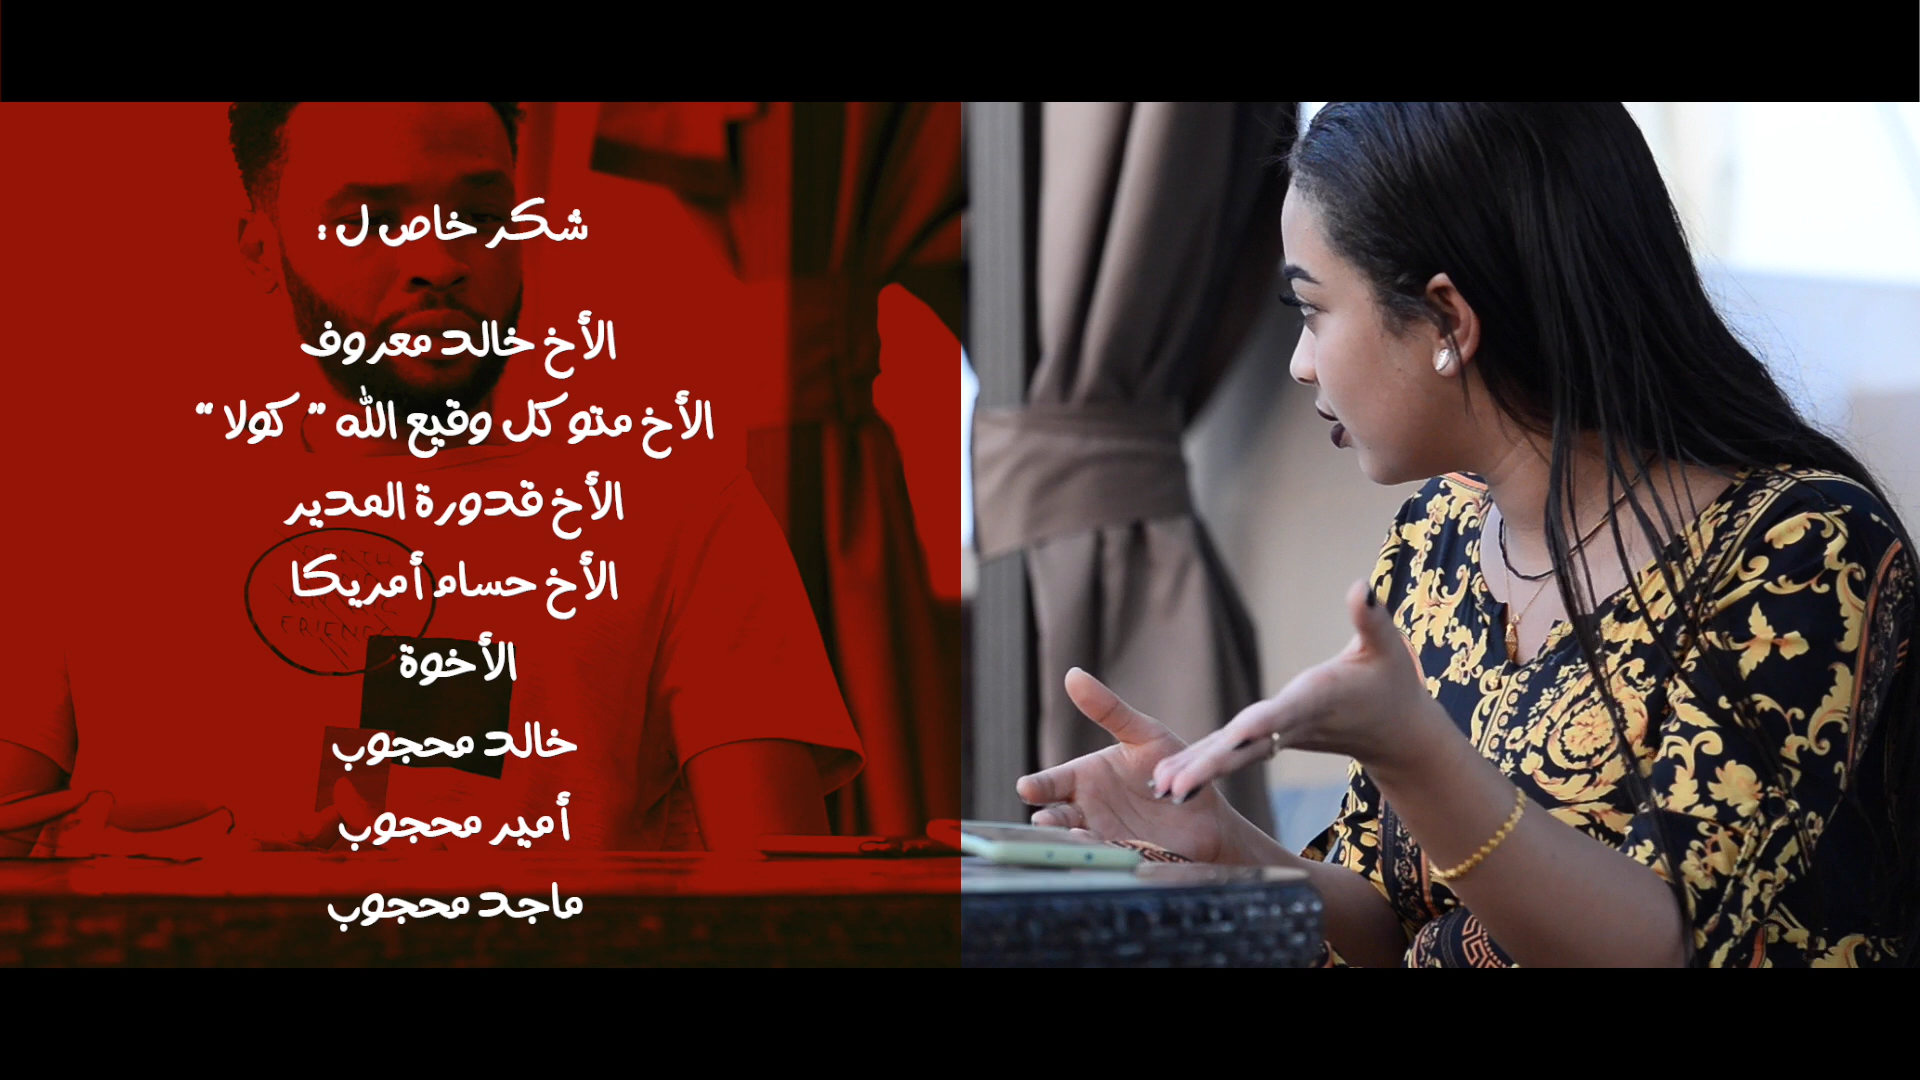 شكر خاص ل :
الأخ خالد معروف
الأخ متوكل وقيع الله " كولا "
الأخ قدورة المدير
الأخ حسام أمريكا
الأخوة
خالد محجوب
أمير محجوب
ماجد محجوب
FRIENDS